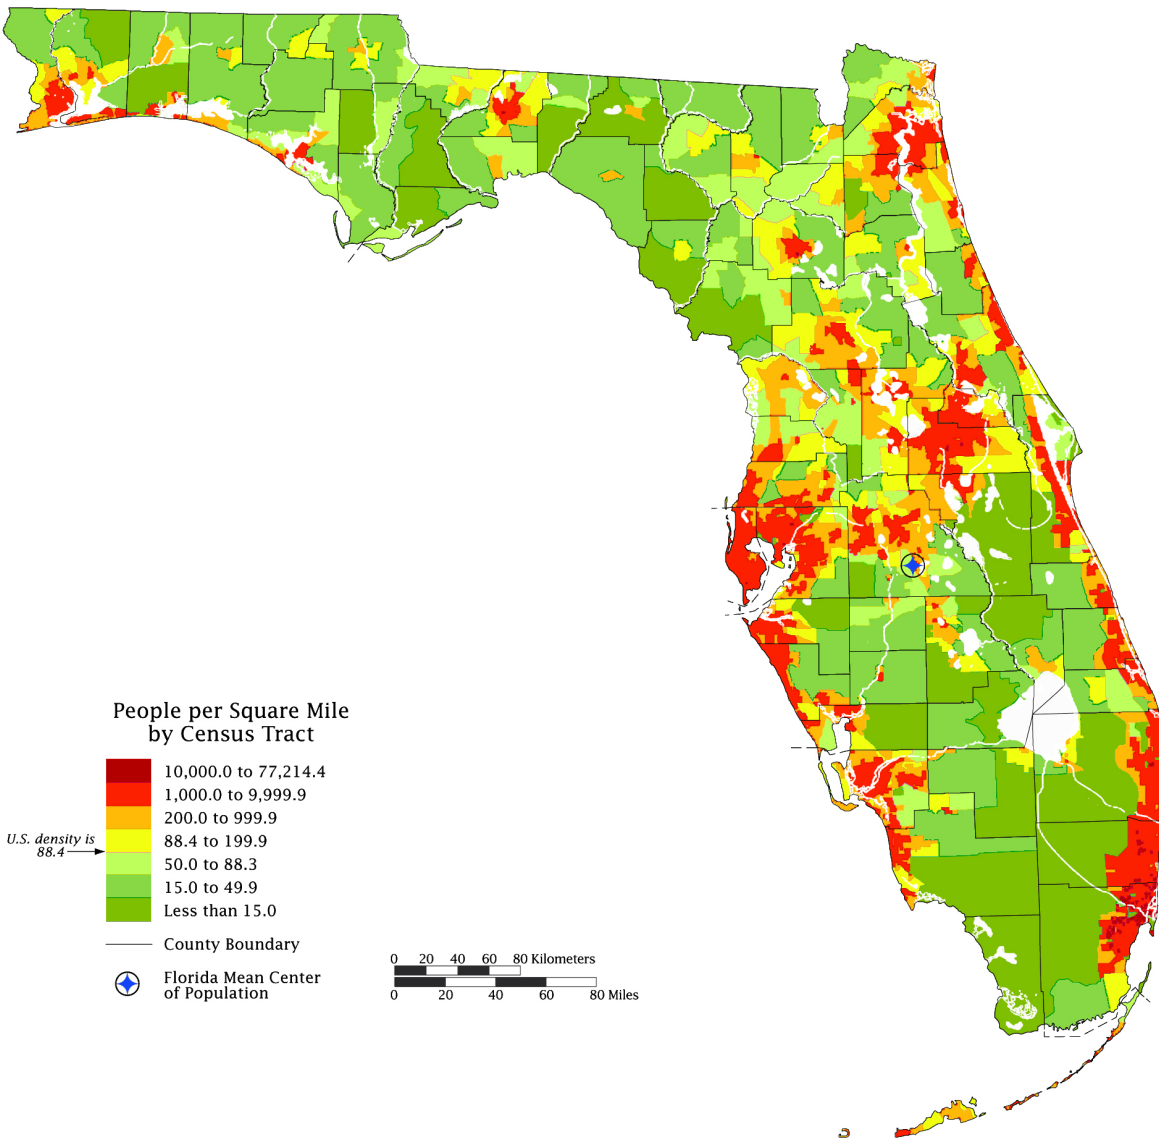 People per Square Mile
by Census Tract
10,000.0 to 77,214.4
1,000.0 to 9,999.9
200.0 to 999.9
88.4 to 199.9
50.0 to 88.3
15.0 to 49.9
Less than 15.0
U.S. density is
88.4
County Boundary
Florida Mean Center
of Population
0 20 40 60 80 Kilometers
0 20 40 60 80 Miles